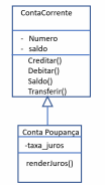 ContaCorrente
- Numero
- saldo
Creditar()
Debitar()
Saldo()
Transferir()
Conta Poupança
-taxa_juros
renderJuros()